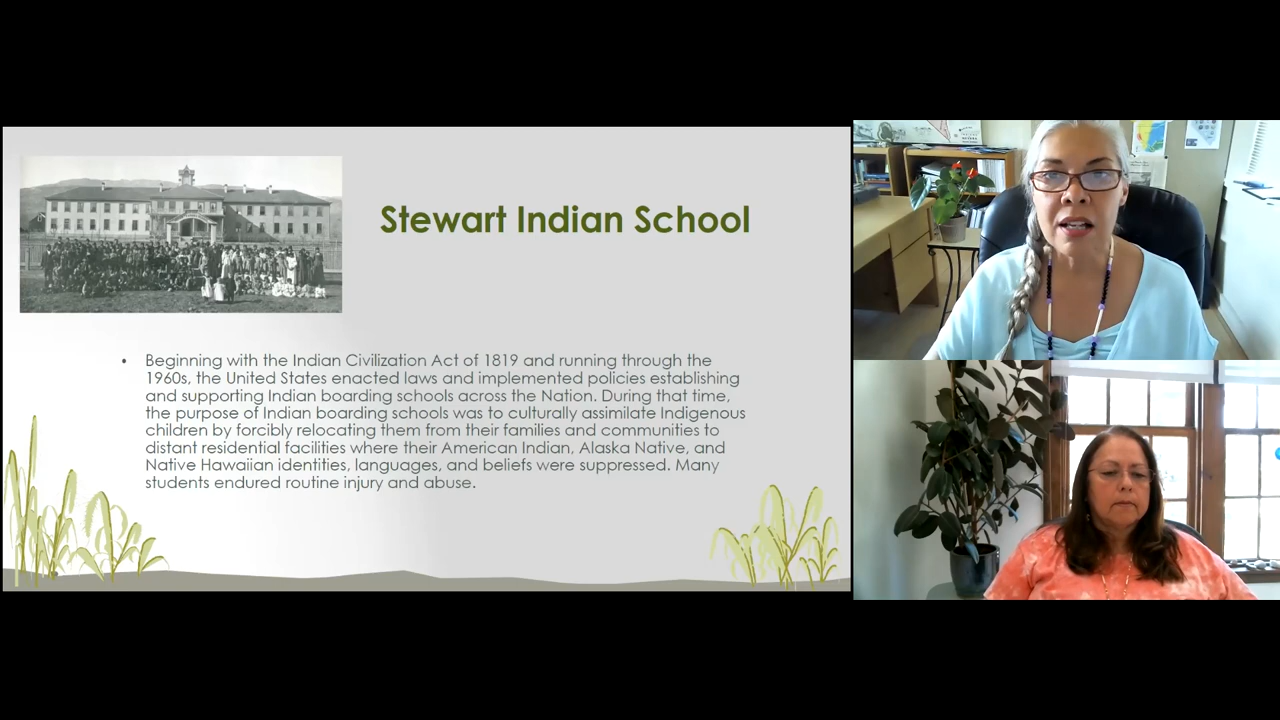 Stewart Indian School
• Beginning with the Indian Civilization Act of 1819 and running through the
1960s, the United States enacted laws and implemented policies establishing
and supporting Indian boarding schools across the Nation. During that time,
the purpose of Indian boarding schools was to culturally assimilate Indigenous
children by forcibly relocating them from their families and communities to
distant residential facilities where their American Indian, Alaska Native, and
Native Hawaiian identities, languages, and beliefs were suppressed. Many
students endured routine injury and abuse.